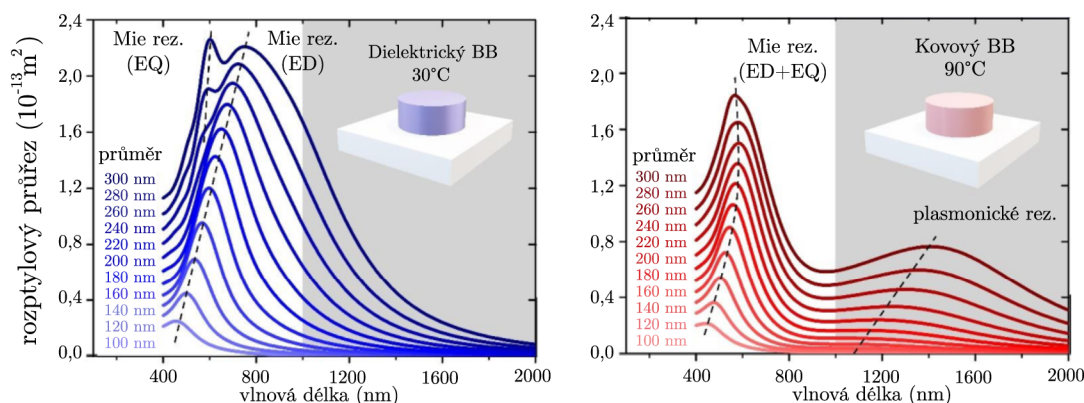 rozptylový průřez (10⁻¹³m²)
2,4
2,0
1,6
1,2
0,8
0,4
0,0
Mie rez.
(EQ)
Mie rez.
(ED)
Dielektrický BB
30°C
průměr
300 nm
280 nm
260 nm
240 nm
220 nm
200 nm
180 nm
160 nm
140 nm
120 nm
100 nm
400 800 1200 1600 2000
vlnová délka (nm)
2,4
2,0
1,6
1,2
0,8
0,4
0,0
Mie rez.
(ED+EQ)
Kovový BB
90°C
průměr
300 nm
280 nm
260 nm
240 nm
220 nm
200 nm
180 nm
160 nm
140 nm
120 nm
100 nm
plasmonické rez.
400 800 1200 1600 2000
vlnová délka (nm)